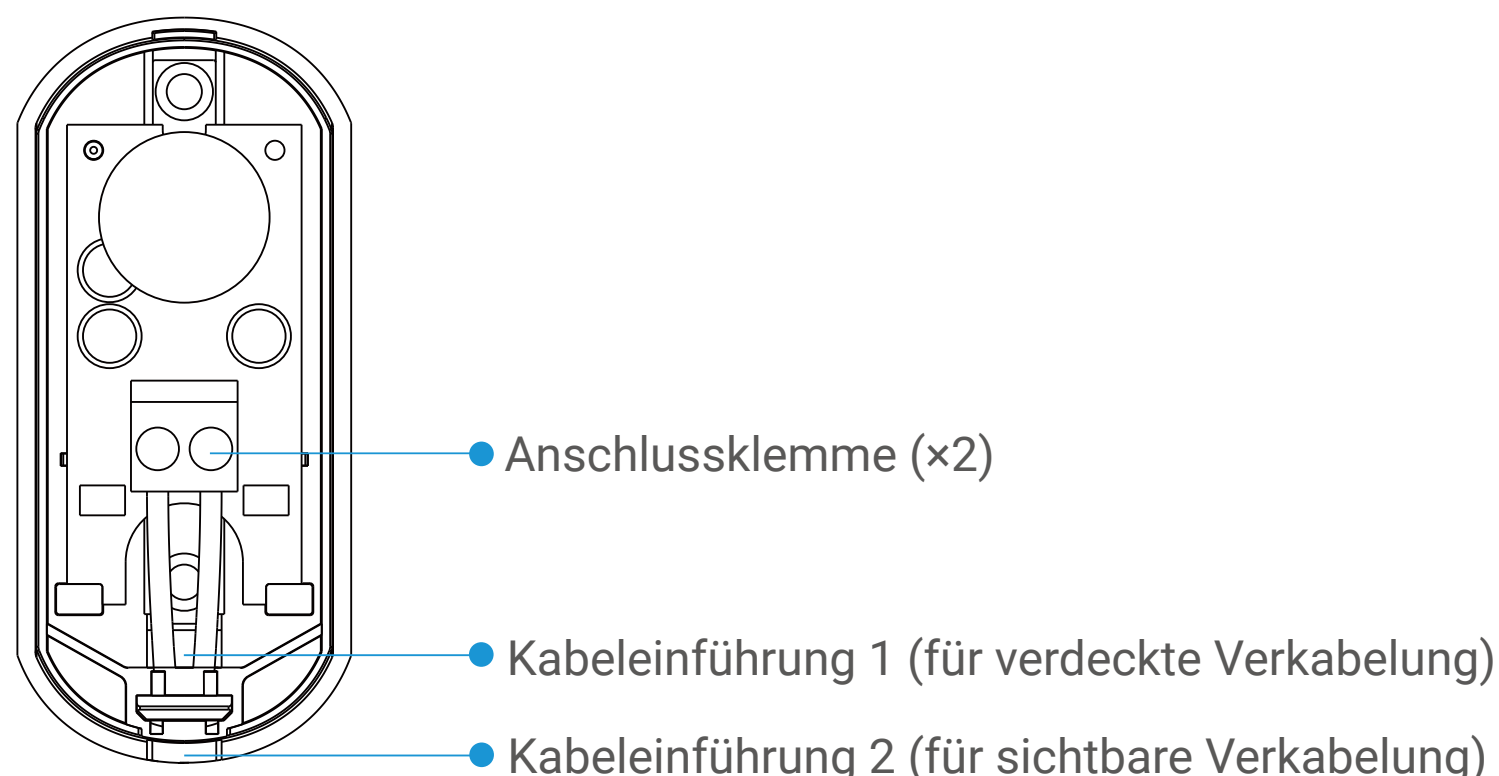 Anschlussklemme (×2)
Kabeleinführung 1 (für verdeckte Verkabelung)
Kabeleinführung 2 (für sichtbare Verkabelung)